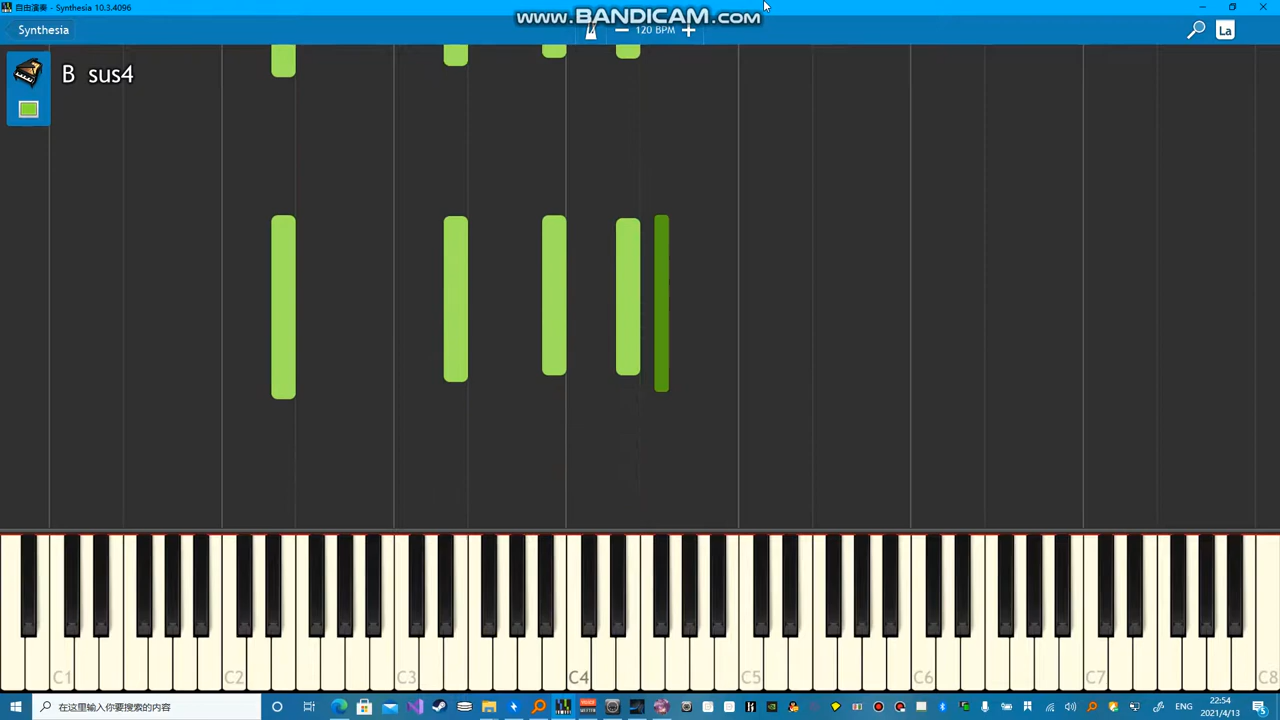 自由演奏 - Synthesia 10.3.4096
www.BANDICAM.com
Synthesia
120 BPM
La
B sus4
C1 C2 C3 C4 C5 C6 C7 C8
在这里输入你要搜索的内容
ENG
22:54
2021/4/13
5